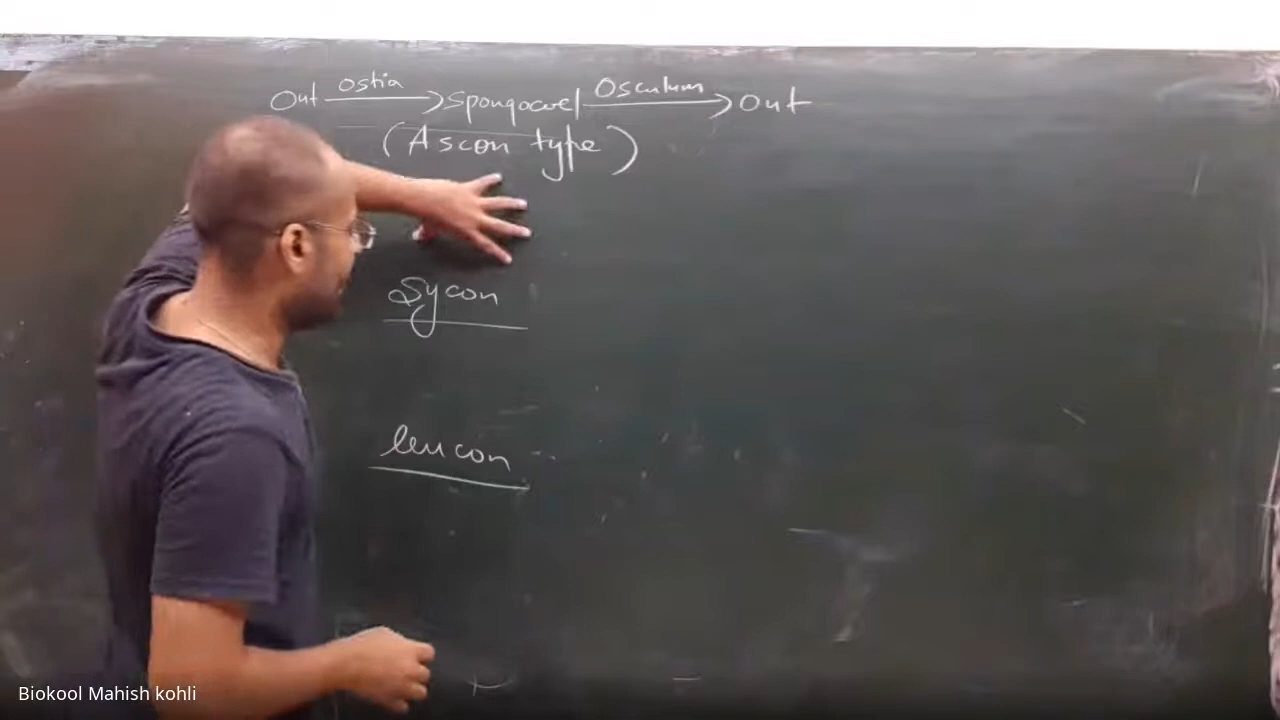 Out ostia → Spongocoel Osculum → Out
(Ascon type)
Sycon
leucon
Biokool Mahish kohli